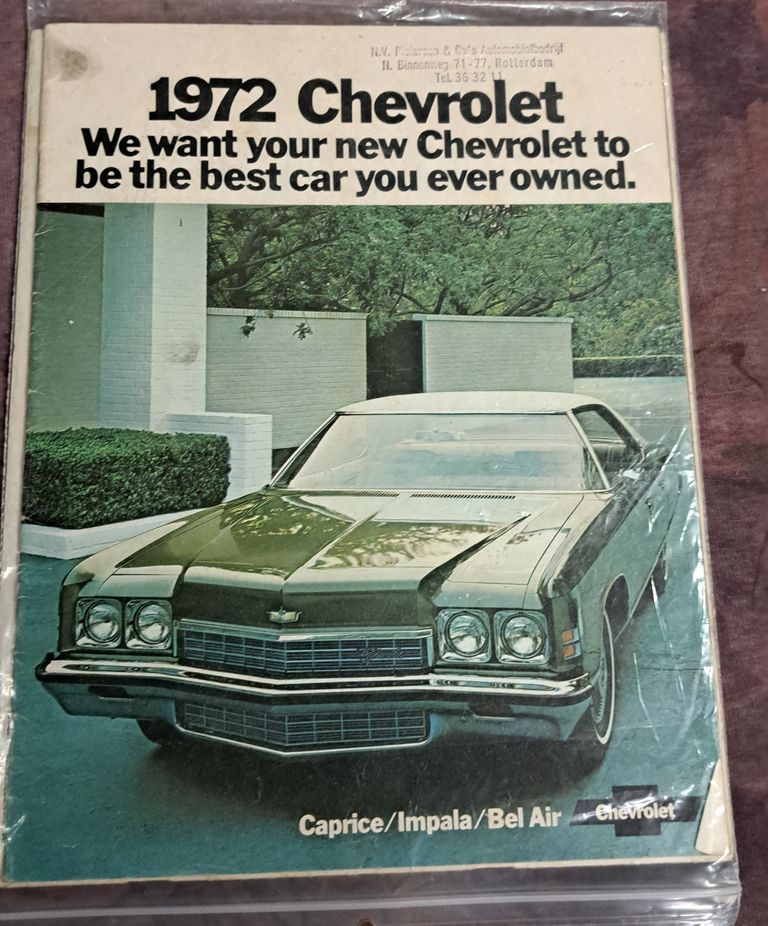 N.V. Pietersen & Co's Automobielbedrijf
N. Binnenweg 71-77, Rotterdam
Tel. 36 32 11
1972 Chevrolet
We want your new Chevrolet to
be the best car you ever owned.
Caprice/Impala/Bel Air
Chevrolet